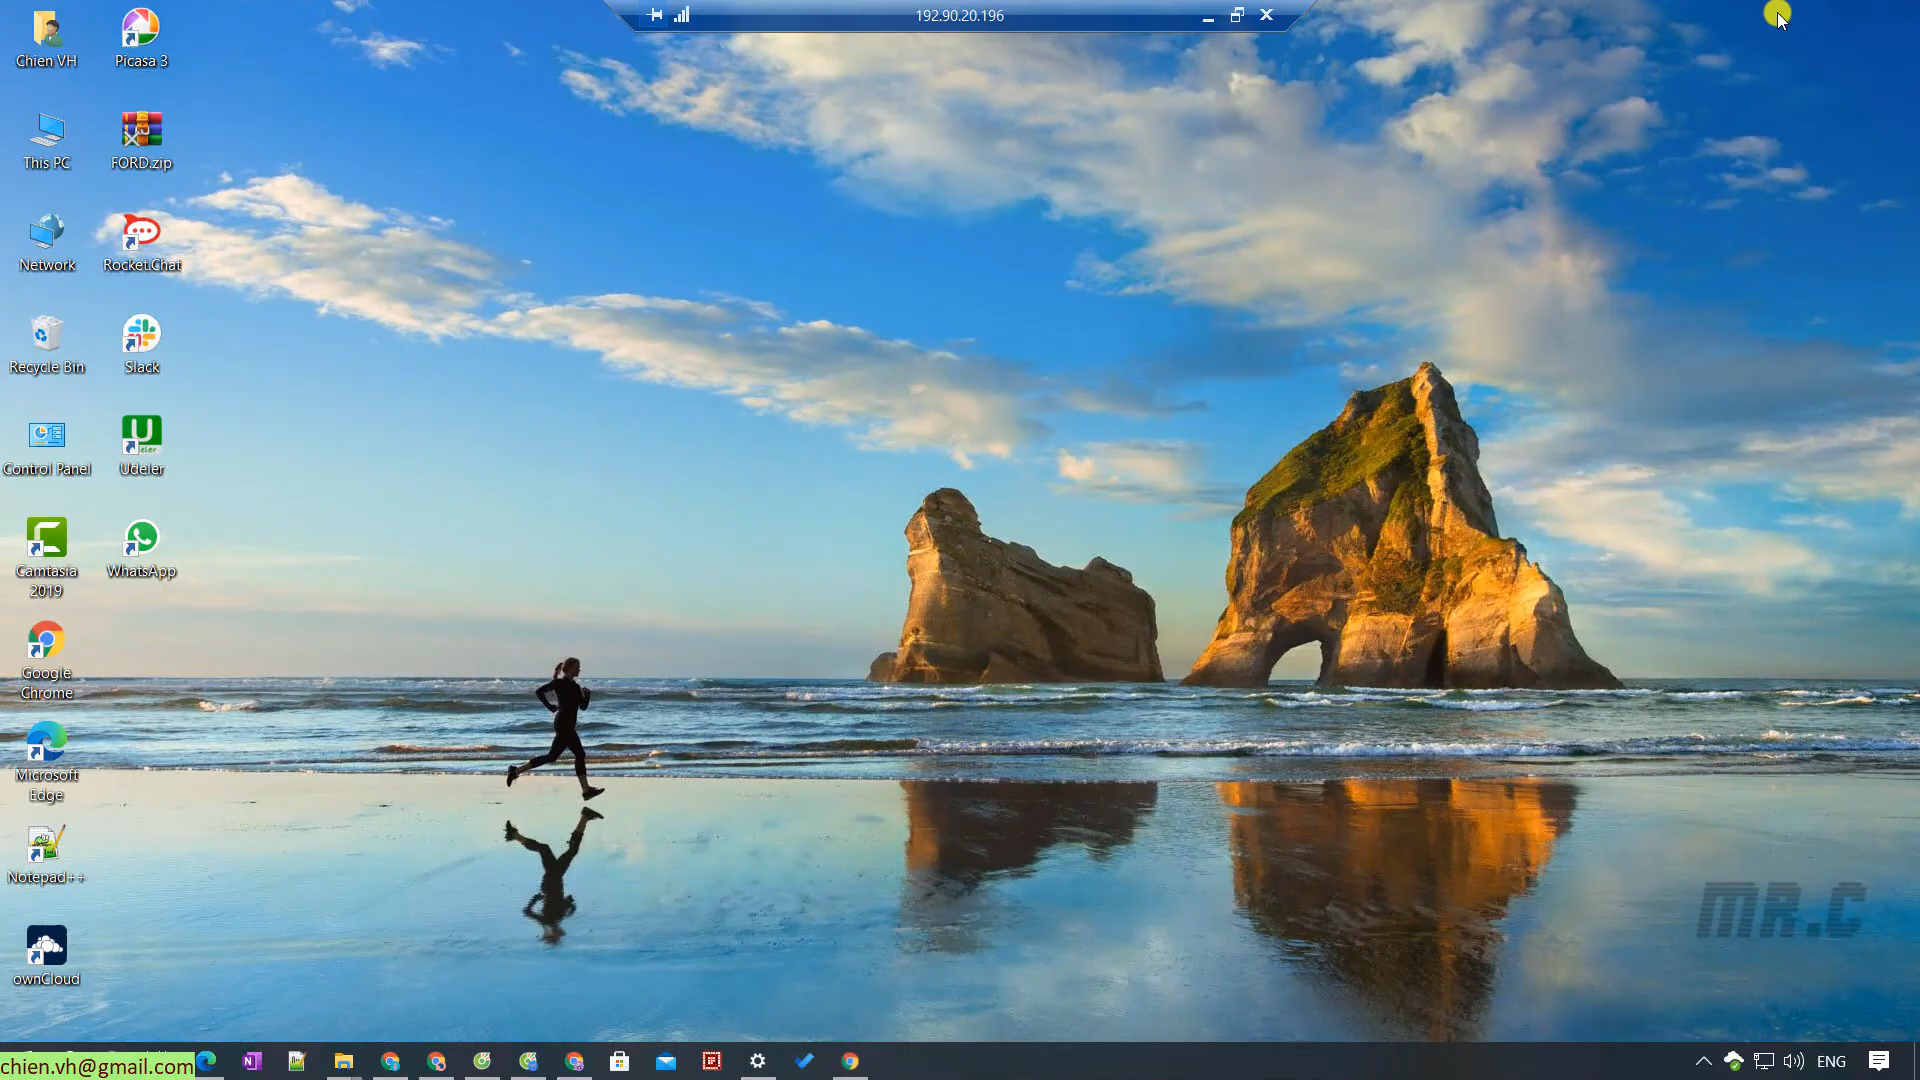 192.90.20.196
Chien VH
Picasa 3
This PC
FORD.zip
Network
Rocket.Chat
Recycle Bin
Slack
Control Panel
U
eler
Udeler
Camtasia
2019
WhatsApp
Google
Chrome
Microsoft
Edge
Notepad++
ownCloud
MR.C
chien.vh@gmail.com
N
ENG